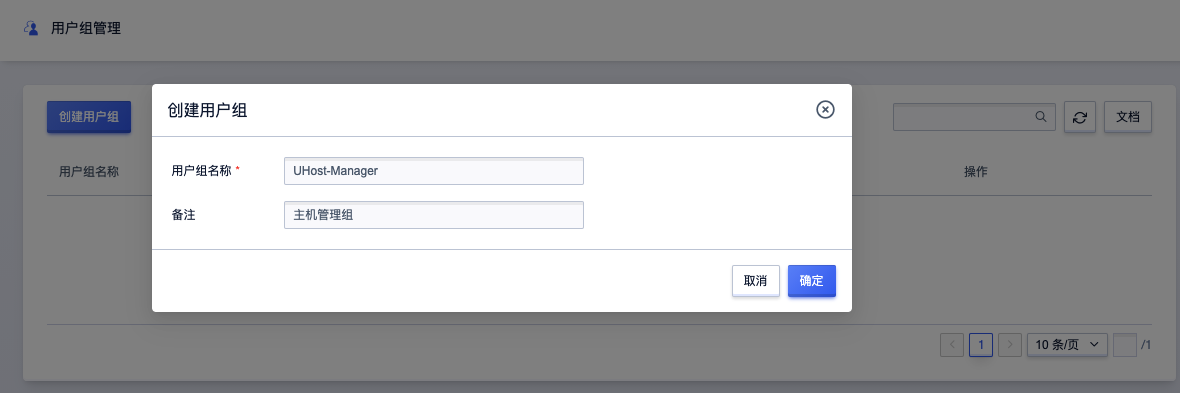 用户组管理
创建用户组
文档
用户组名称
操作
创建用户组
用户组名称 *
UHost-Manager
备注
主机管理组
取消
确定
1
10 条/页
/1